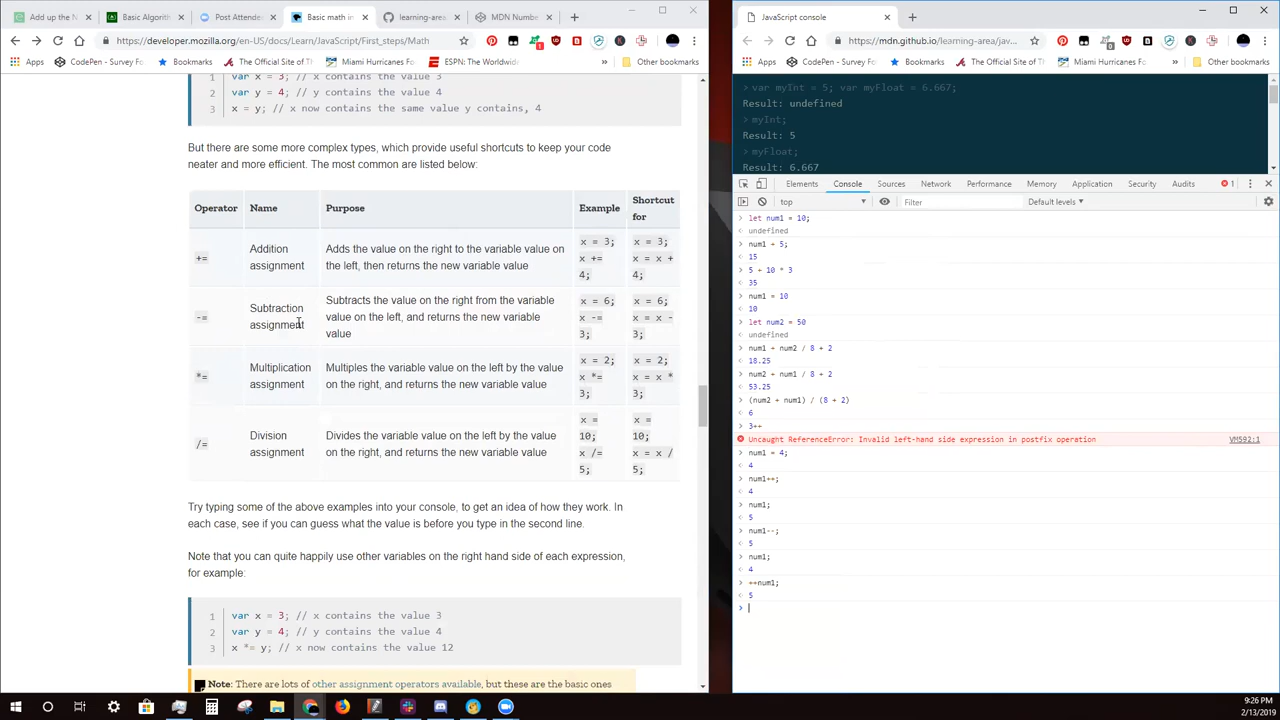 [end up w
Basic Algorithm
Post Attendee
Basic math in
learning-area
MDN Number
https://developer.mozilla.org/en-US/docs/Learn/JavaScript/First_steps/Math
Apps
CodePen - Survey Fo
Bookmarks
The Official Site of
Miami Hurricanes F
ESPN: The Worldwide
Other bookmarks
1 var x = 3; // x contains the value 3
2 var y = 4; // y contains the value 4
3 x = y; // x now contains the same value y contains, 4
But there are some more complex types, which provide useful shortcuts to keep your code
neater and more efficient. The most common are listed below:
Operator Name Purpose Example Shortcut for
+= Addition assignment Adds the value on the right to the variable value on the left, then returns the new variable value x = 3; x += 4; x = 3; x = x + 4;
-= Subtraction assignment Subtracts the value on the right from the variable value on the left, and returns the new variable value x = 6; x -= 3; x = 6; x = x - 3;
*= Multiplication assignment Multiples the variable value on the left by the value on the right, and returns the new variable value x = 2; x *= 3; x = 2; x = x * 3;
/= Division assignment Divides the variable value on the left by the value on the right, and returns the new variable value x = 10; x /= 5; x = 10; x = x / 5;
Try typing some of the above examples into your console, to get an idea of how they work. In
each case, see if you can guess what the value is before you type in the second line.
Note that you can quite happily use other variables on the right hand side of each expression,
for example:
1 var x = 3; // x contains the value 3
2 var y = 4; // y contains the value 4
3 x *= y; // x now contains the value 12
Note: There are lots of other assignment operators available, but these are the basic ones
JavaScript console
https://mdn.github.io/learning-area/jav...
Apps
CodePen - Survey Fo
Bookmarks
The Official Site of
Miami Hurricanes F
Other bookmarks
> var myInt = 5; var myFloat = 6.667;
Result: undefined
> myInt;
Result: 5
> myFloat;
Result: 6.667
Elements Console Sources Network Performance Memory Application Security Audits 1
top Filter Default levels
let num1 = 10;
undefined
num1 + 5;
15
5 + 10 * 3
35
num1 = 10
10
let num2 = 50
undefined
num1 + num2 / 8 + 2
18.25
num2 + num1 / 8 + 2
53.25
(num2 + num1) / (8 + 2)
6
3++
Uncaught ReferenceError: Invalid left-hand side expression in postfix operation VM592:1
num1 = 4;
4
num1++;
4
num1;
5
num1--;
5
num1;
4
++num1;
5
9:26 PM
2/13/2019